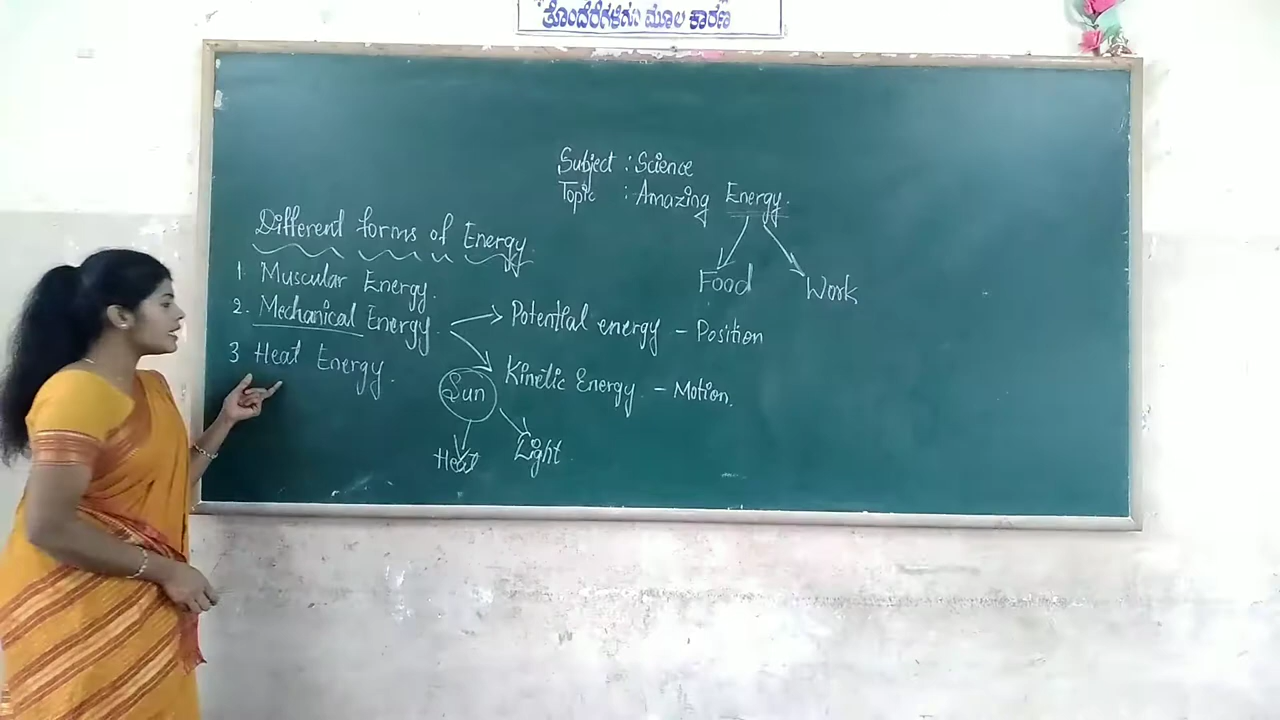 ತೊಂದರೆಗಳಿಗೂ ಮೂಲ ಕಾರಣ
Subject : Science
Topic : Amazing Energy.
Food Work
Different forms of Energy.
1. Muscular Energy.
2. Mechanical Energy.
Potential energy - Position
Kinetic Energy. - Motion.
3 Heat Energy.
Sun
Heat Light